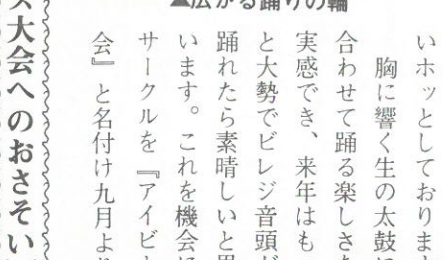 ▲広がる踊りの輪
いホッとしております
胸に響く生の太鼓に
合わせて踊る楽しさを
実感でき、来年はも
と大勢でビレジ音頭が
踊れたら素晴しいと思
います。これを機会に
サークルを『アイビ
会』と名付け九月より
大会へのおさそい